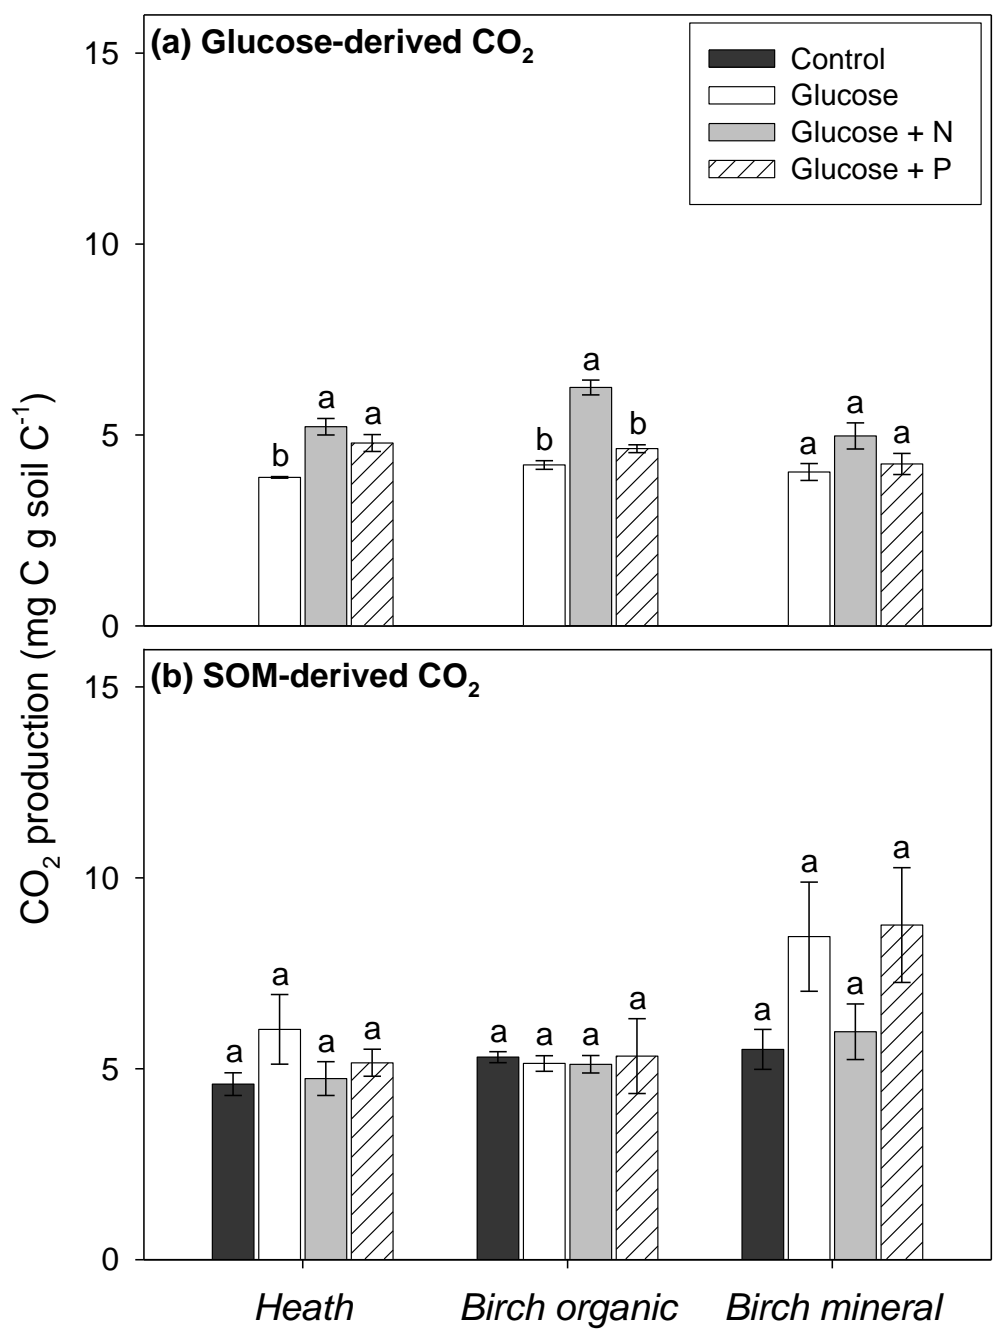 CO₂ production (mg C g soil C⁻¹)
(a) Glucose-derived CO₂
Control
Glucose
Glucose + N
Glucose + P
15
10
5
0
b a a
b a b
a a a
(b) SOM-derived CO₂
15
10
5
0
a a a a
a a a a
a a a a
Heath Birch organic Birch mineral